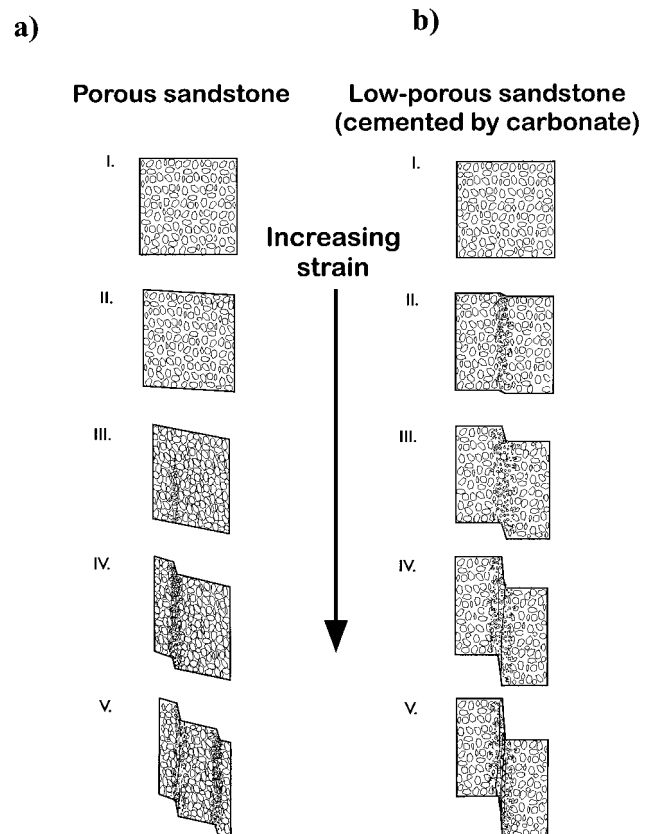 a)
b)
Porous sandstone
Low-porous sandstone
(cemented by carbonate)
I.
I.
Increasing
strain
II.
II.
III.
III.
IV.
IV.
V.
V.